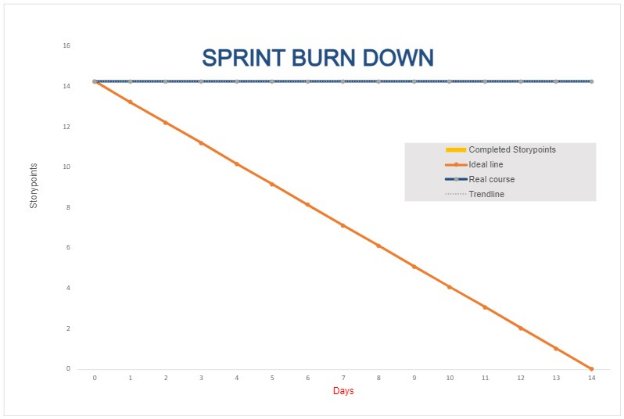 SPRINT BURN DOWN
16
14
12
10
8
6
4
2
0
Storypoints
Completed Storypoints
Ideal line
Real course
Trendline
0 1 2 3 4 5 6 7 8 9 10 11 12 13 14
Days